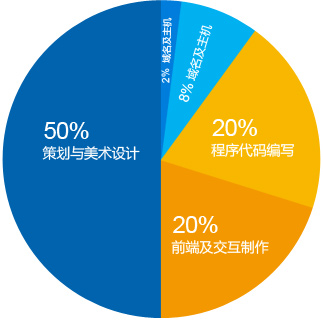 2% 域名及主机
8% 域名及主机
50%
策划与美术设计
20%
程序代码编写
20%
前端及交互制作